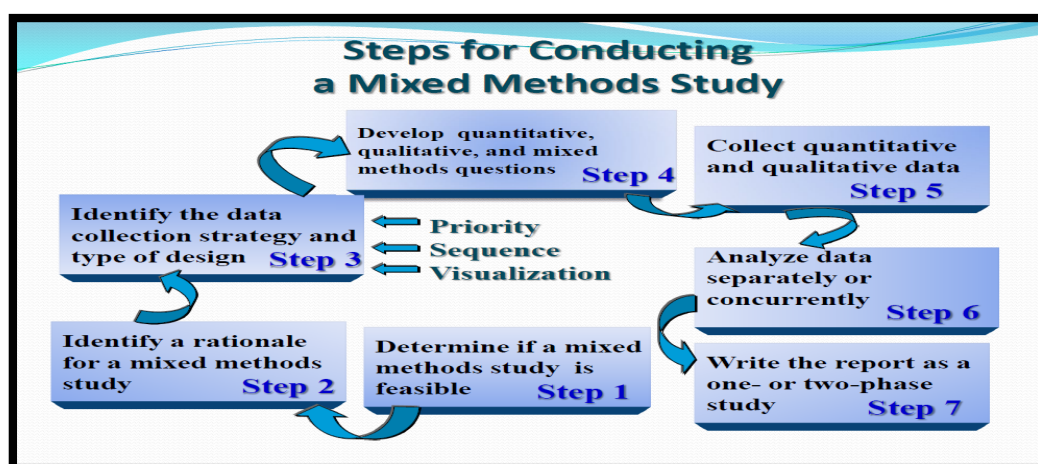 Steps for Conducting
a Mixed Methods Study
Develop quantitative,
qualitative, and mixed
methods questions
Step 4
Collect quantitative
and qualitative data
Step 5
Identify the data
collection strategy and
type of design
Step 3
Priority
Sequence
Visualization
Analyze data
separately or
concurrently
Step 6
Identify a rationale
for a mixed methods
study
Step 2
Determine if a mixed
methods study is
feasible
Step 1
Write the report as a
one- or two-phase
study
Step 7